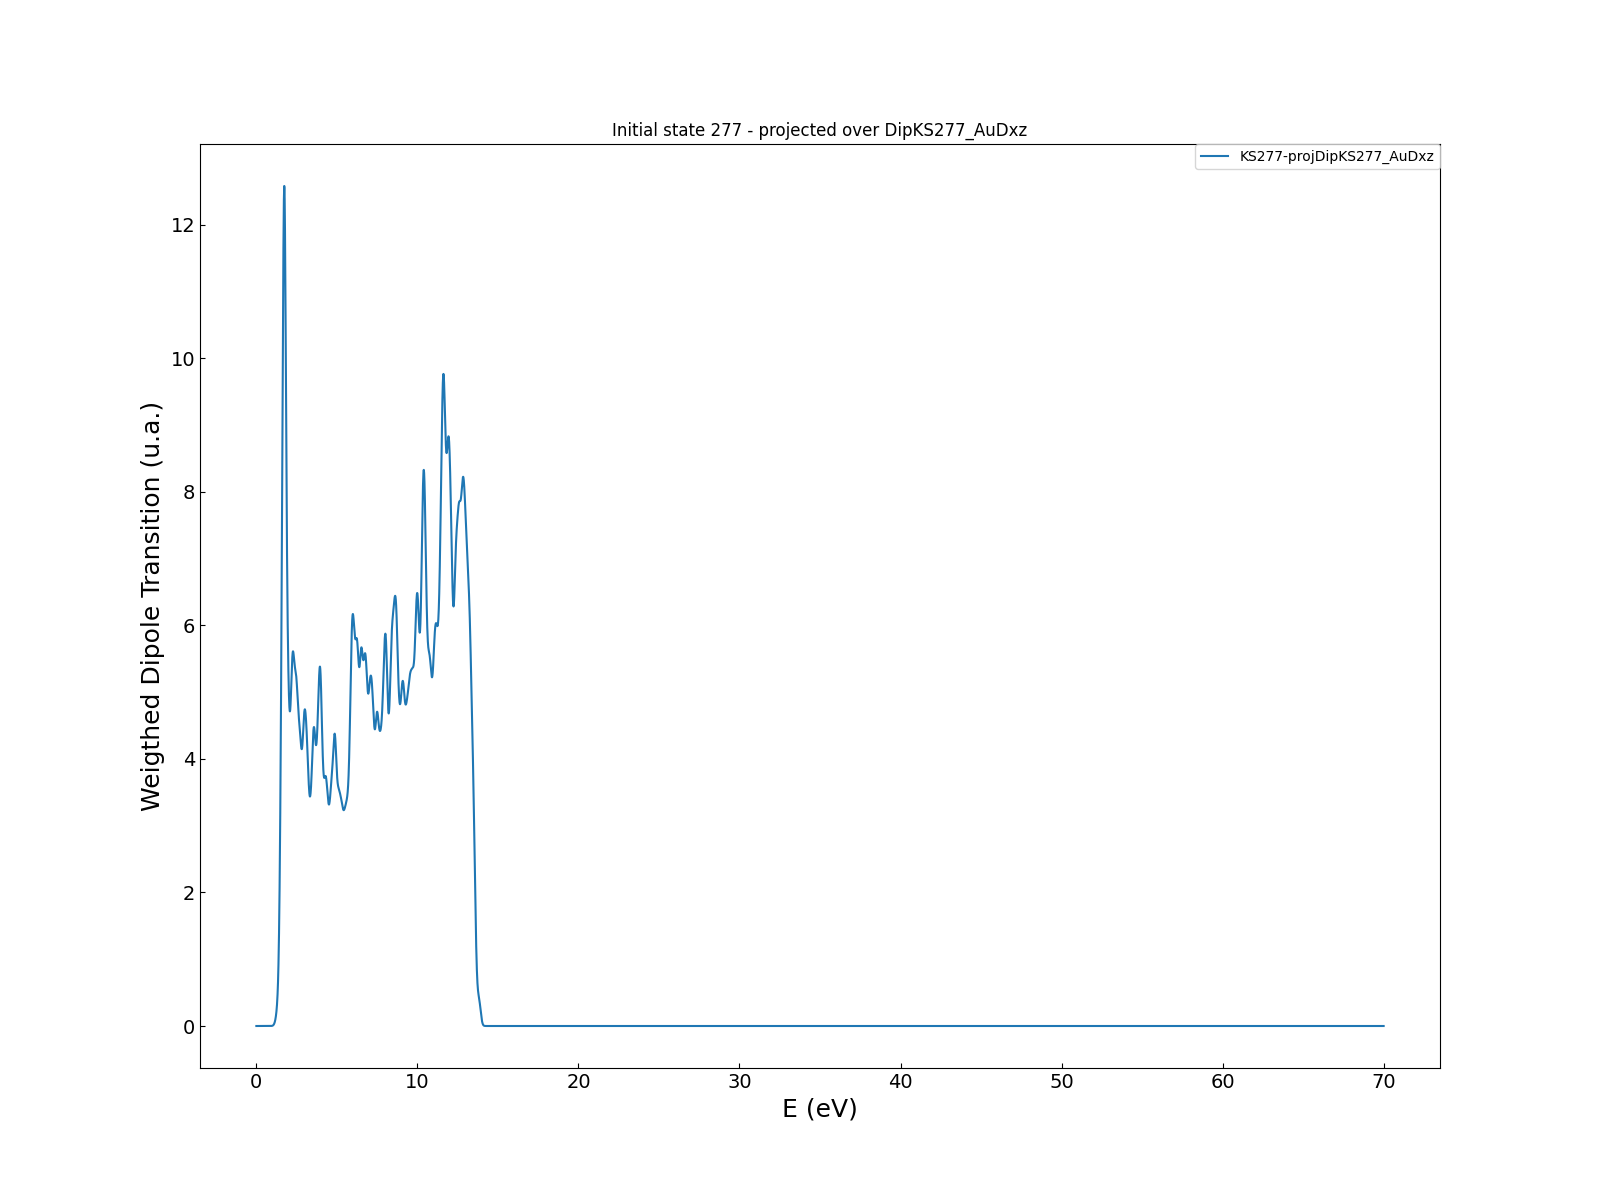 Initial state 277 - projected over DipKS277_AuDxz
KS277-projDipKS277_AuDxz
Weigthed Dipole Transition (u.a.)
12
10
8
6
4
2
0
0 10 20 30 40 50 60 70
E (eV)